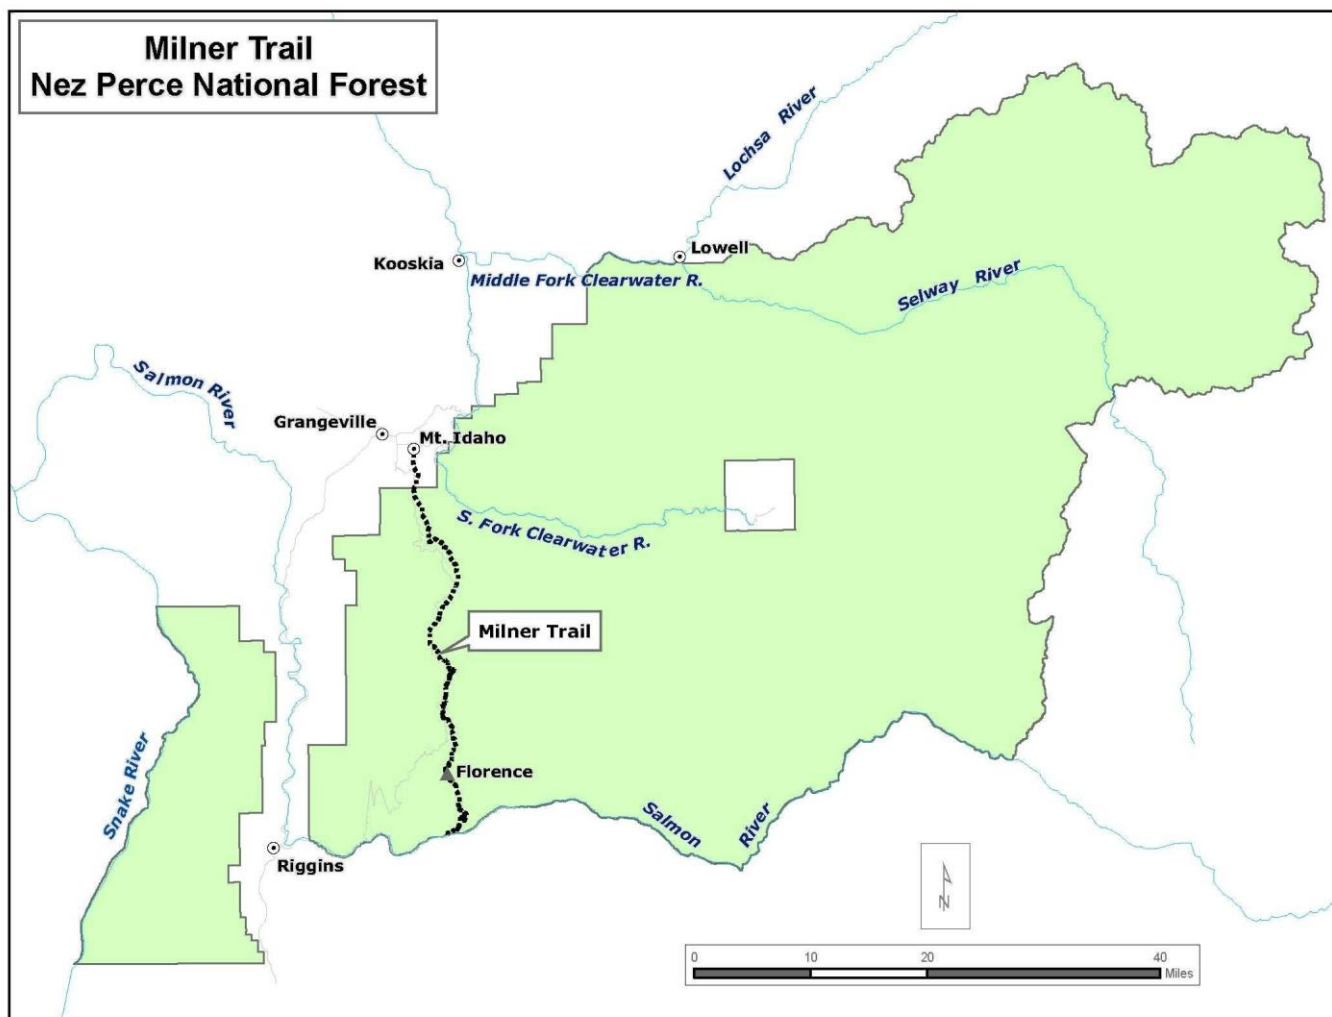 Milner Trail
Nez Perce National Forest
Lochsa River
Lowell
Kooskia
Middle Fork Clearwater R.
Selway River
Salmon River
Grangeville
Mt. Idaho
S. Fork Clearwater R.
Milner Trail
Snake River
Florence
Salmon River
Riggins
N
0 10 20 40
Miles